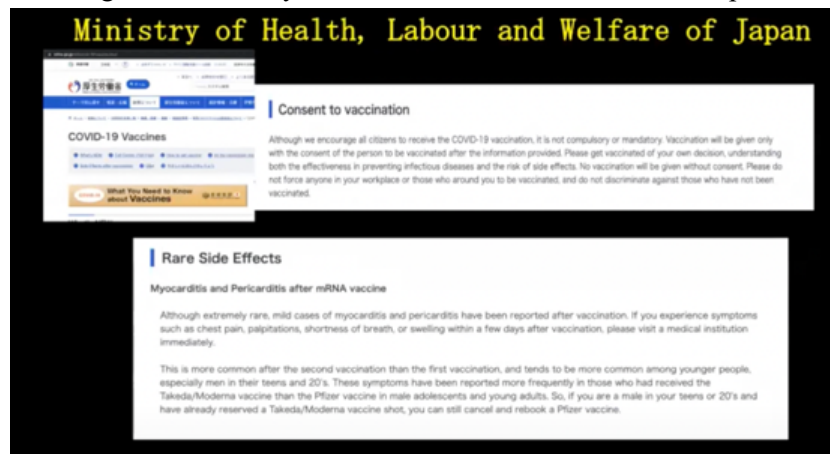 Ministry of Health, Labour and Welfare of Japan
厚生労働省
COVID-19 Vaccines
What You Need to Know
about Vaccines
Consent to vaccination
Although we encourage all citizens to receive the COVID-19 vaccination, it is not compulsory or mandatory. Vaccination will be given only
with the consent of the person to be vaccinated after the information provided. Please get vaccinated of your own decision, understanding
both the effectiveness in preventing infectious diseases and the risk of side effects. No vaccination will be given without consent. Please do
not force anyone in your workplace or those who around you to be vaccinated, and do not discriminate against those who have not been
vaccinated.
Rare Side Effects
Myocarditis and Pericarditis after mRNA vaccine
Although extremely rare, mild cases of myocarditis and pericarditis have been reported after vaccination. If you experience symptoms
such as chest pain, palpitations, shortness of breath, or swelling within a few days after vaccination, please visit a medical institution
immediately.
This is more common after the second vaccination than the first vaccination, and tends to be more common among younger people,
especially men in their teens and 20's. These symptoms have been reported more frequently in those who had received the
Takeda/Moderna vaccine than the Pfizer vaccine in male adolescents and young adults. So, if you are a male in your teens or 20's and
have already reserved a Takeda/Moderna vaccine shot, you can still cancel and rebook a Pfizer vaccine.